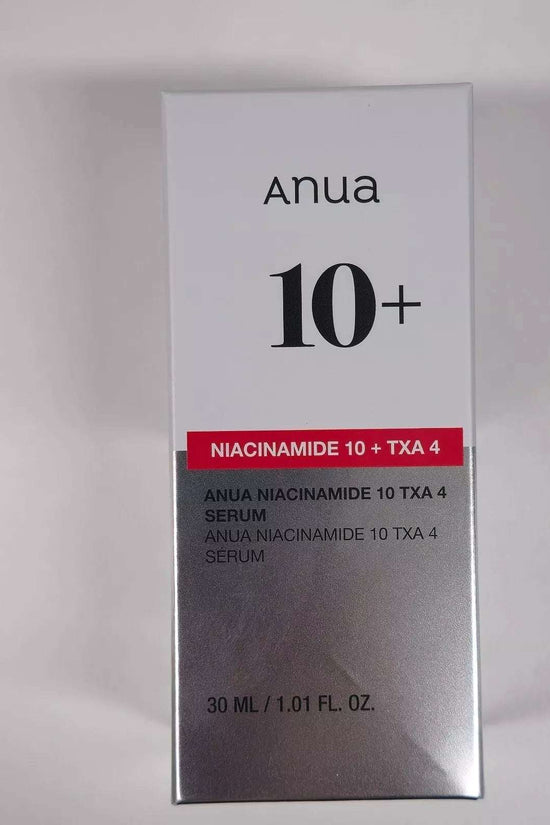 Anua
10+
NIACINAMIDE 10 + TXA 4
ANUA NIACINAMIDE 10 TXA 4
SERUM
ANUA NIACINAMIDE 10 TXA 4
SERUM
30 ML / 1.01 FL. OZ.